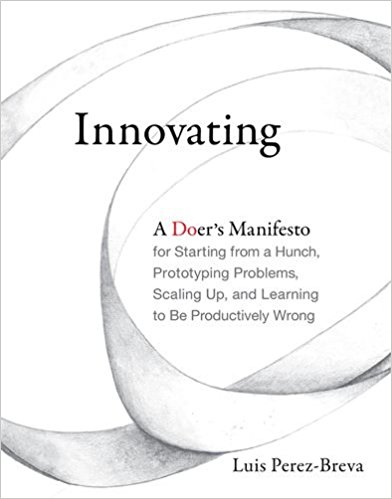 Innovating
A Doer's Manifesto
for Starting from a Hunch,
Prototyping Problems,
Scaling Up, and Learning
to Be Productively Wrong
Luis Perez-Breva